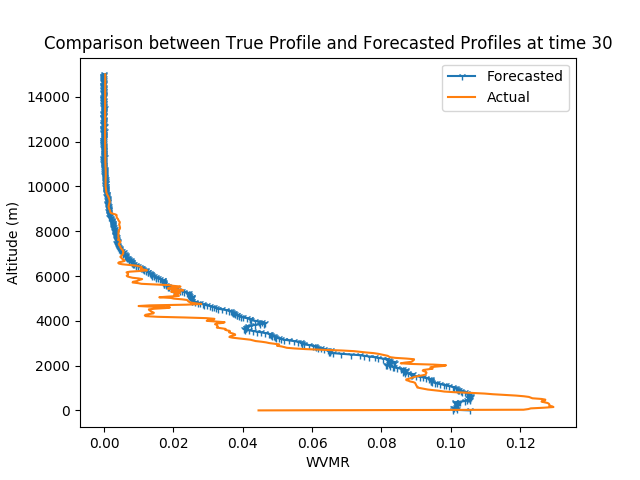 Comparison between True Profile and Forecasted Profiles at time 30
Forecasted
Actual
14000
12000
10000
8000
6000
4000
2000
0
Altitude (m)
0.00 0.02 0.04 0.06 0.08 0.10 0.12
WVMR